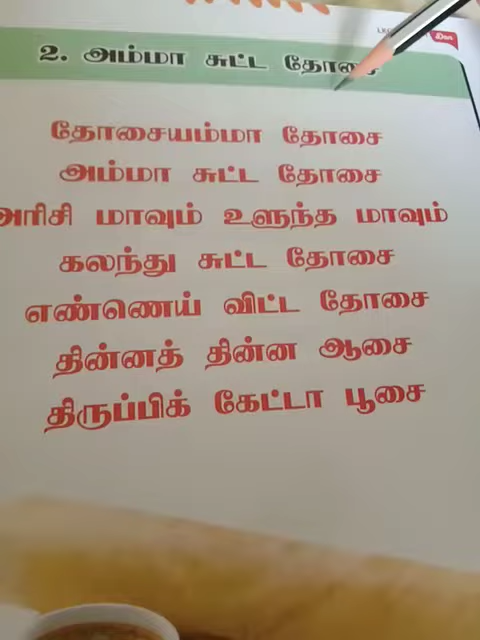 2. அம்மா சுட்ட தோசை
தோசையம்மா தோசை
அம்மா சுட்ட தோசை
அரிசி மாவும் உளுந்த மாவும்
கலந்து சுட்ட தோசை
எண்ணெய் விட்ட தோசை
தின்னத் தின்ன ஆசை
திருப்பிக் கேட்டா பூசை